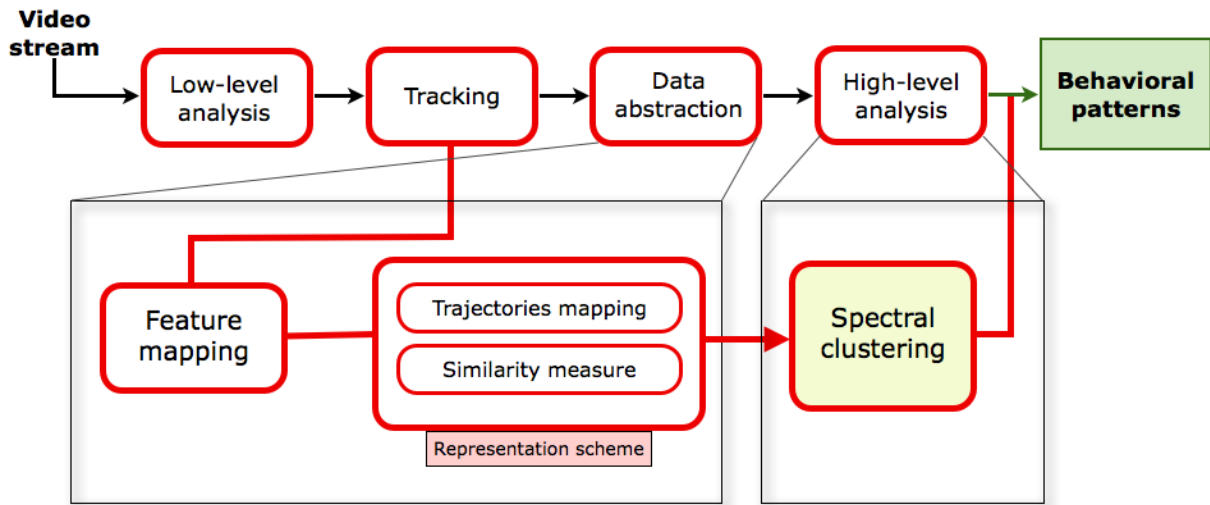 Video
stream
Low-level
analysis
Tracking
Data
abstraction
High-level
analysis
Behavioral
patterns
Feature
mapping
Trajectories mapping
Similarity measure
Representation scheme
Spectral
clustering